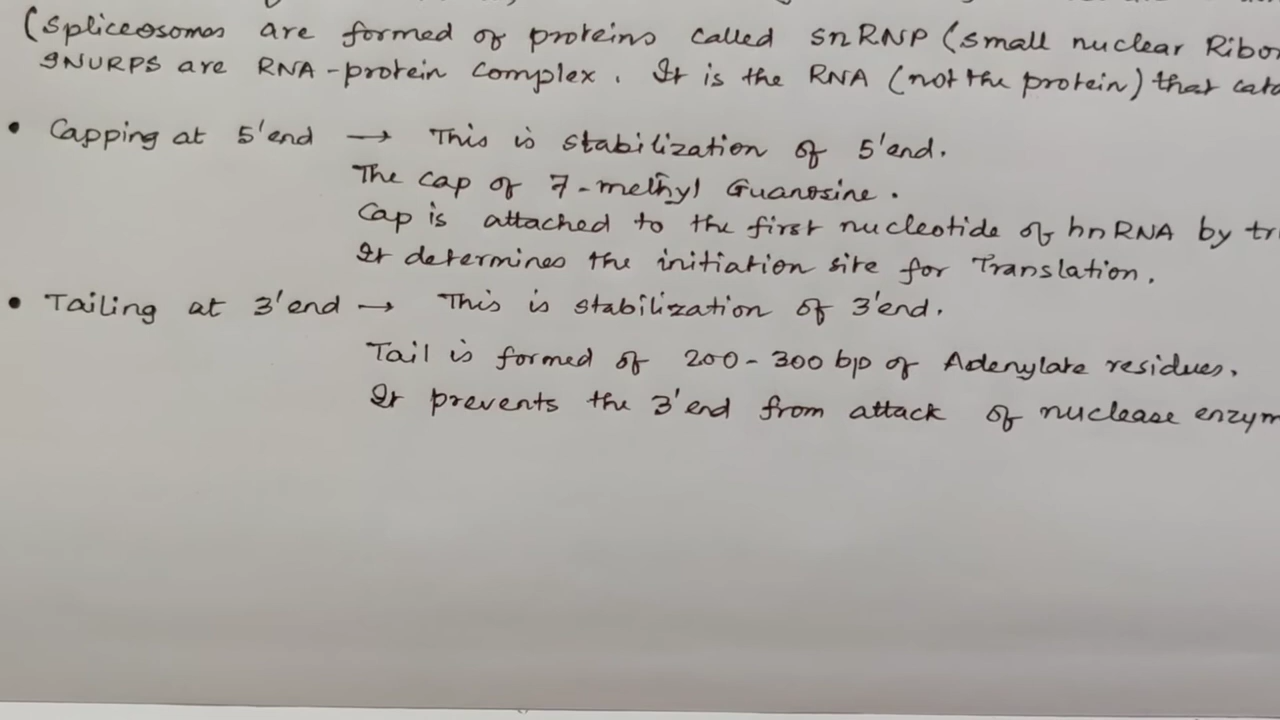 (Spliceosomes are formed of proteins called snRNP (small nuclear Ribo
SNURPS are RNA-protein complex. It is the RNA (not the protein) that cata
• Capping at 5'end → This is stabilization of 5'end.
The cap of 7-methyl Guanosine.
Cap is attached to the first nucleotide of hnRNA by tri
It determines the initiation site for Translation.
• Tailing at 3'end → This is stabilization of 3'end.
Tail is formed of 200-300 bp of Adenylate residues.
It prevents the 3'end from attack of nuclease enzym